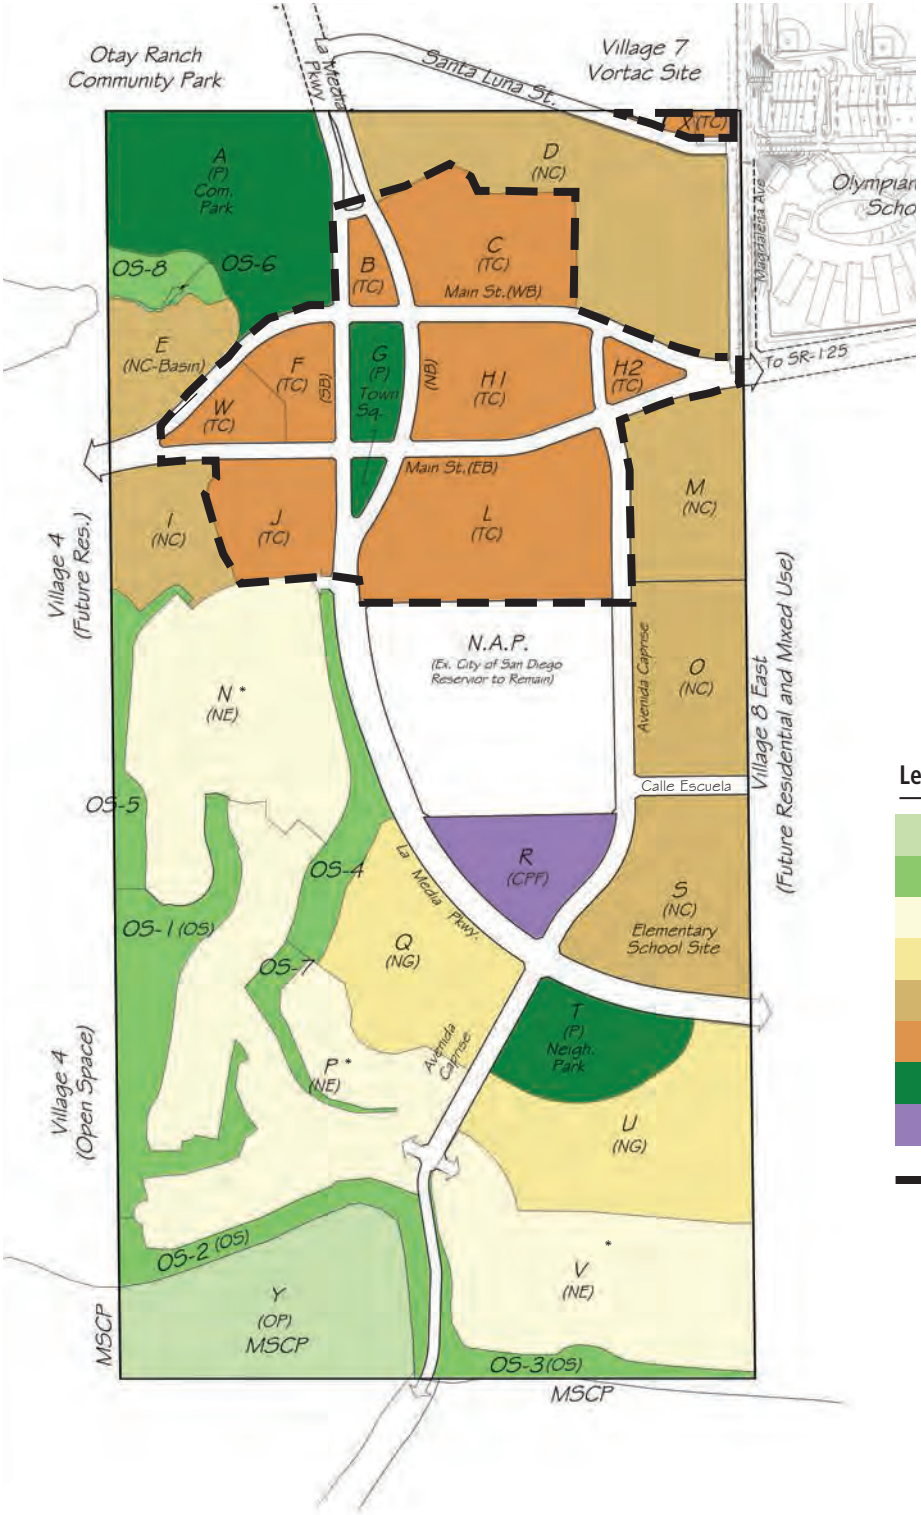 Otay Ranch
Community Park
La Media
Pkwy
Santa Luna St.
Village 7
Vortac Site
X (TC)
A
(P)
Com.
Park
D
(NC)
Olympian
Scho
Magdalena Ave
OS-8
OS-6
B
(TC)
C
(TC)
Main St.(WB)
E
(NC-Basin)
F
(TC)
(SB)
G
(P)
Town
Sq.
(NB)
H1
(TC)
H2
(TC)
To SR-125
W
(TC)
Main St.(EB)
I
(NC)
J
(TC)
L
(TC)
M
(NC)
Village 4
(Future Res.)
N.A.P.
(Ex. City of San Diego
Reservior to Remain)
Avenida Caprise
O
(NC)
Village 8 East
(Future Residential and Mixed Use)
N *
(NE)
Calle Escuela
Le
OS-5
OS-4
La Media Pkwy.
R
(CPF)
S
(NC)
Elementary
School Site
OS-1 (OS)
Q
(NG)
OS-7
T
(P)
Neigh.
Park
Avenida
Caprise
P *
(NE)
Village 4
(Open Space)
U
(NG)
OS-2 (OS)
*
V
(NE)
Y
(OP)
MSCP
MSCP
OS-3 (OS)
MSCP